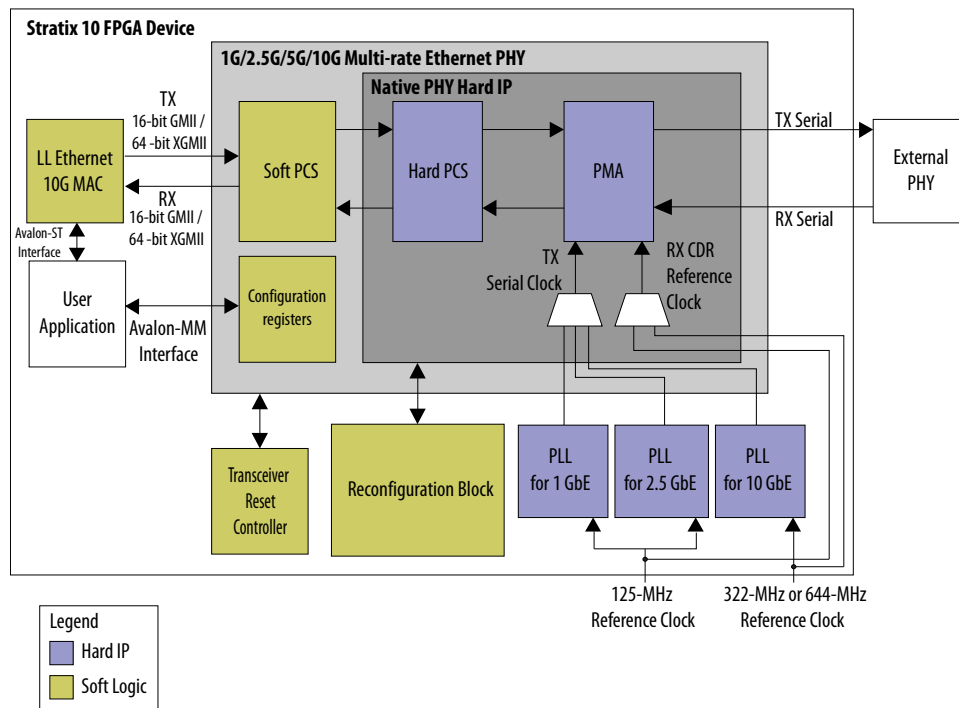 Stratix 10 FPGA Device
1G/2.5G/5G/10G Multi-rate Ethernet PHY
Native PHY Hard IP
TX
16-bit GMII /
64 -bit XGMII
LL Ethernet
10G MAC
RX
16-bit GMII /
64 -bit XGMII
Soft PCS
Hard PCS
PMA
TX Serial
RX Serial
External
PHY
Avalon-ST
Interface
User
Application
Avalon-MM
Interface
Configuration
registers
TX
Serial Clock
RX CDR
Reference
Clock
Transceiver
Reset
Controller
Reconfiguration Block
PLL
for 1 GbE
PLL
for 2.5 GbE
PLL
for 10 GbE
125-MHz
Reference Clock
322-MHz or 644-MHz
Reference Clock
Legend
Hard IP
Soft Logic